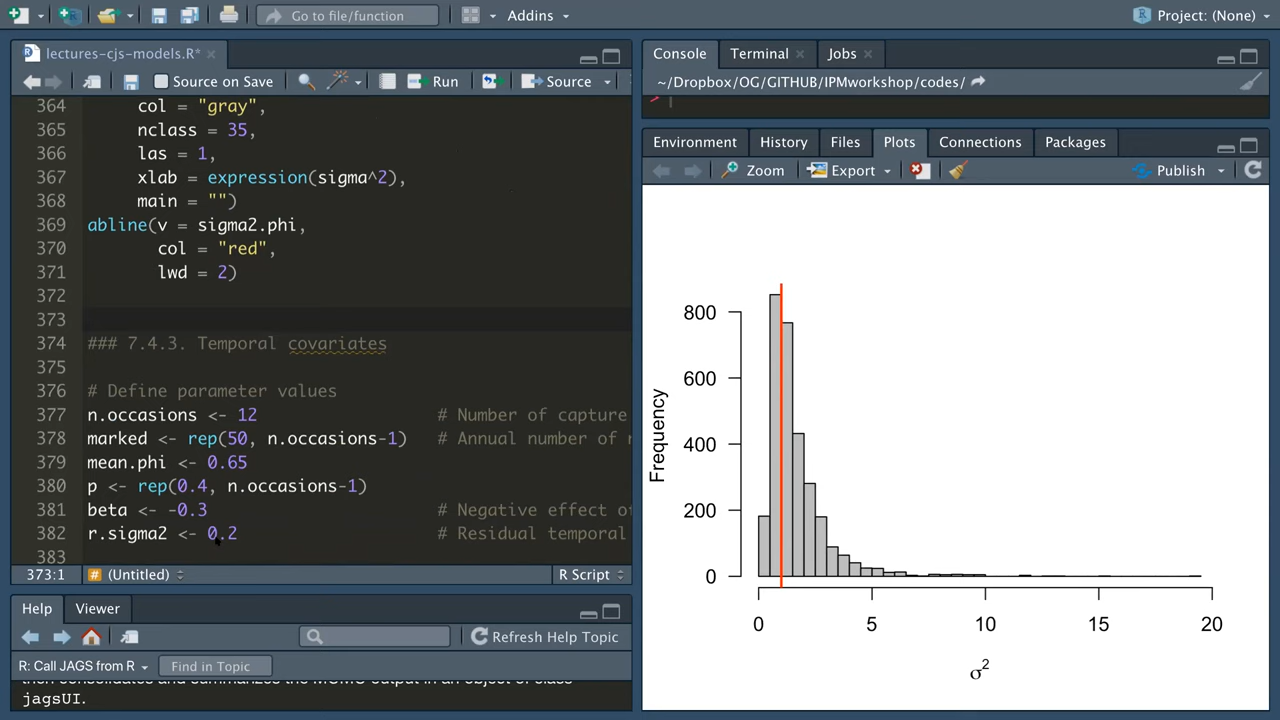 Go to file/function
Addins
Project: (None)
lectures-cjs-models.R*
Source on Save
Run
Source
364 col = "gray",
365 nclass = 35,
366 las = 1,
367 xlab = expression(sigma^2),
368 main = "")
369 abline(v = sigma2.phi,
370 col = "red",
371 lwd = 2)
372
373
374 ### 7.4.3. Temporal covariates
375
376 # Define parameter values
377 n.occasions <- 12 # Number of capture
378 marked <- rep(50, n.occasions-1) # Annual number of
379 mean.phi <- 0.65
380 p <- rep(0.4, n.occasions-1)
381 beta <- -0.3 # Negative effect of
382 r.sigma2 <- 0.2 # Residual temporal
383
373:1 # (Untitled) R Script
Help Viewer
Refresh Help Topic
R: Call JAGS from R Find in Topic
jagsUI.
Console Terminal Jobs
~/Dropbox/OG/GITHUB/IPMworkshop/codes/
>
Environment History Files Plots Connections Packages
Zoom Export Publish
Frequency
800
600
400
200
0
0 5 10 15 20
σ²